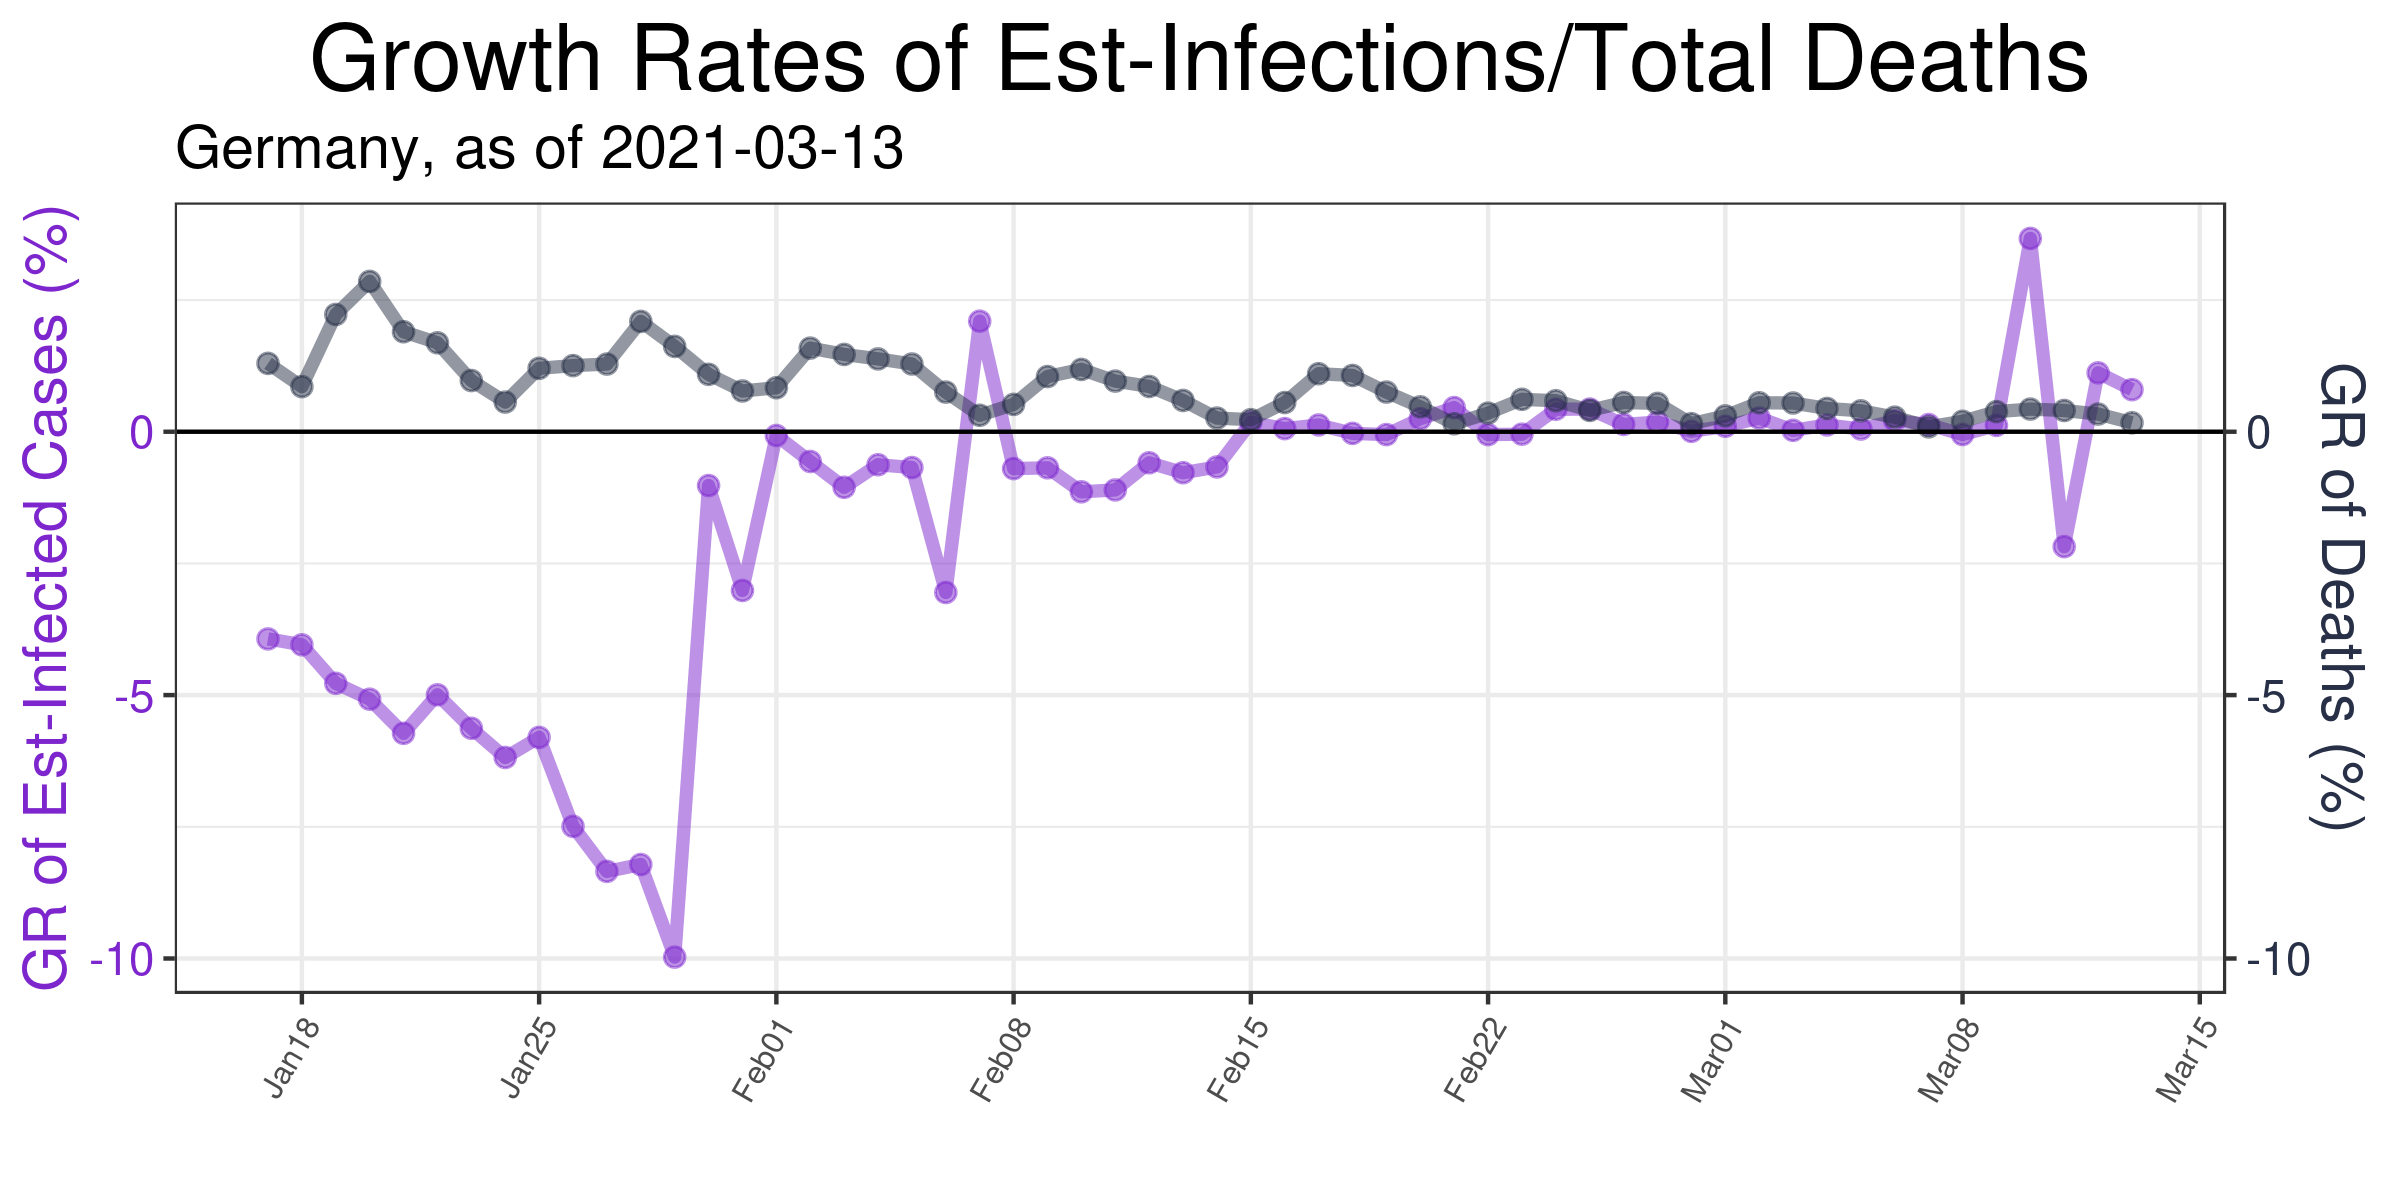 Growth Rates of Est-Infections/Total Deaths
Germany, as of 2021-03-13
GR of Est-Infected Cases (%)
0
-5
-10
GR of Deaths (%)
0
-5
-10
Jan18
Jan25
Feb01
Feb08
Feb15
Feb22
Mar01
Mar08
Mar15